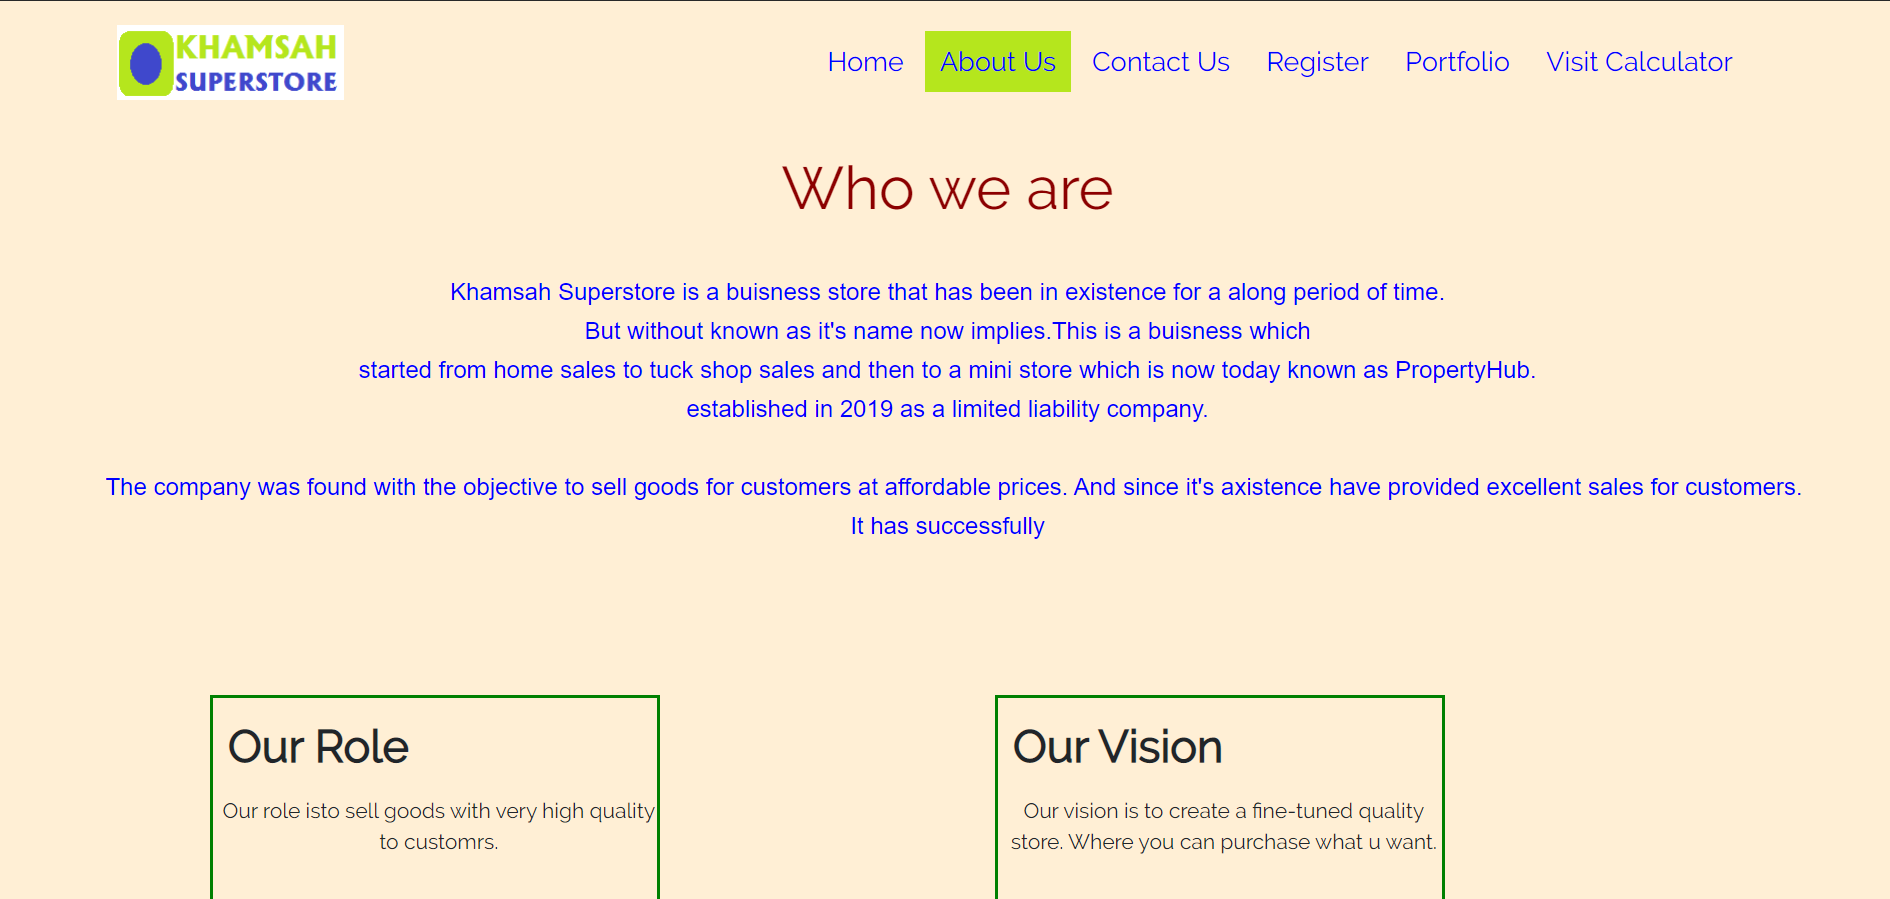 KHAMSAH
SUPERSTORE
Home About Us Contact Us Register Portfolio Visit Calculator
Who we are
Khamsah Superstore is a buisness store that has been in existence for a along period of time.
But without known as it's name now implies.This is a buisness which
started from home sales to tuck shop sales and then to a mini store which is now today known as PropertyHub.
established in 2019 as a limited liability company.
The company was found with the objective to sell goods for customers at affordable prices. And since it's axistence have provided excellent sales for customers.
It has successfully
Our Role
Our role isto sell goods with very high quality
to customrs.
Our Vision
Our vision is to create a fine-tuned quality
store. Where you can purchase what u want.